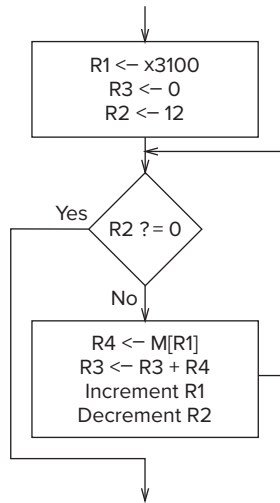 R1 <– x3100
R3 <– 0
R2 <– 12
Yes
R2 ?= 0
No
R4 <– M[R1]
R3 <– R3 + R4
Increment R1
Decrement R2